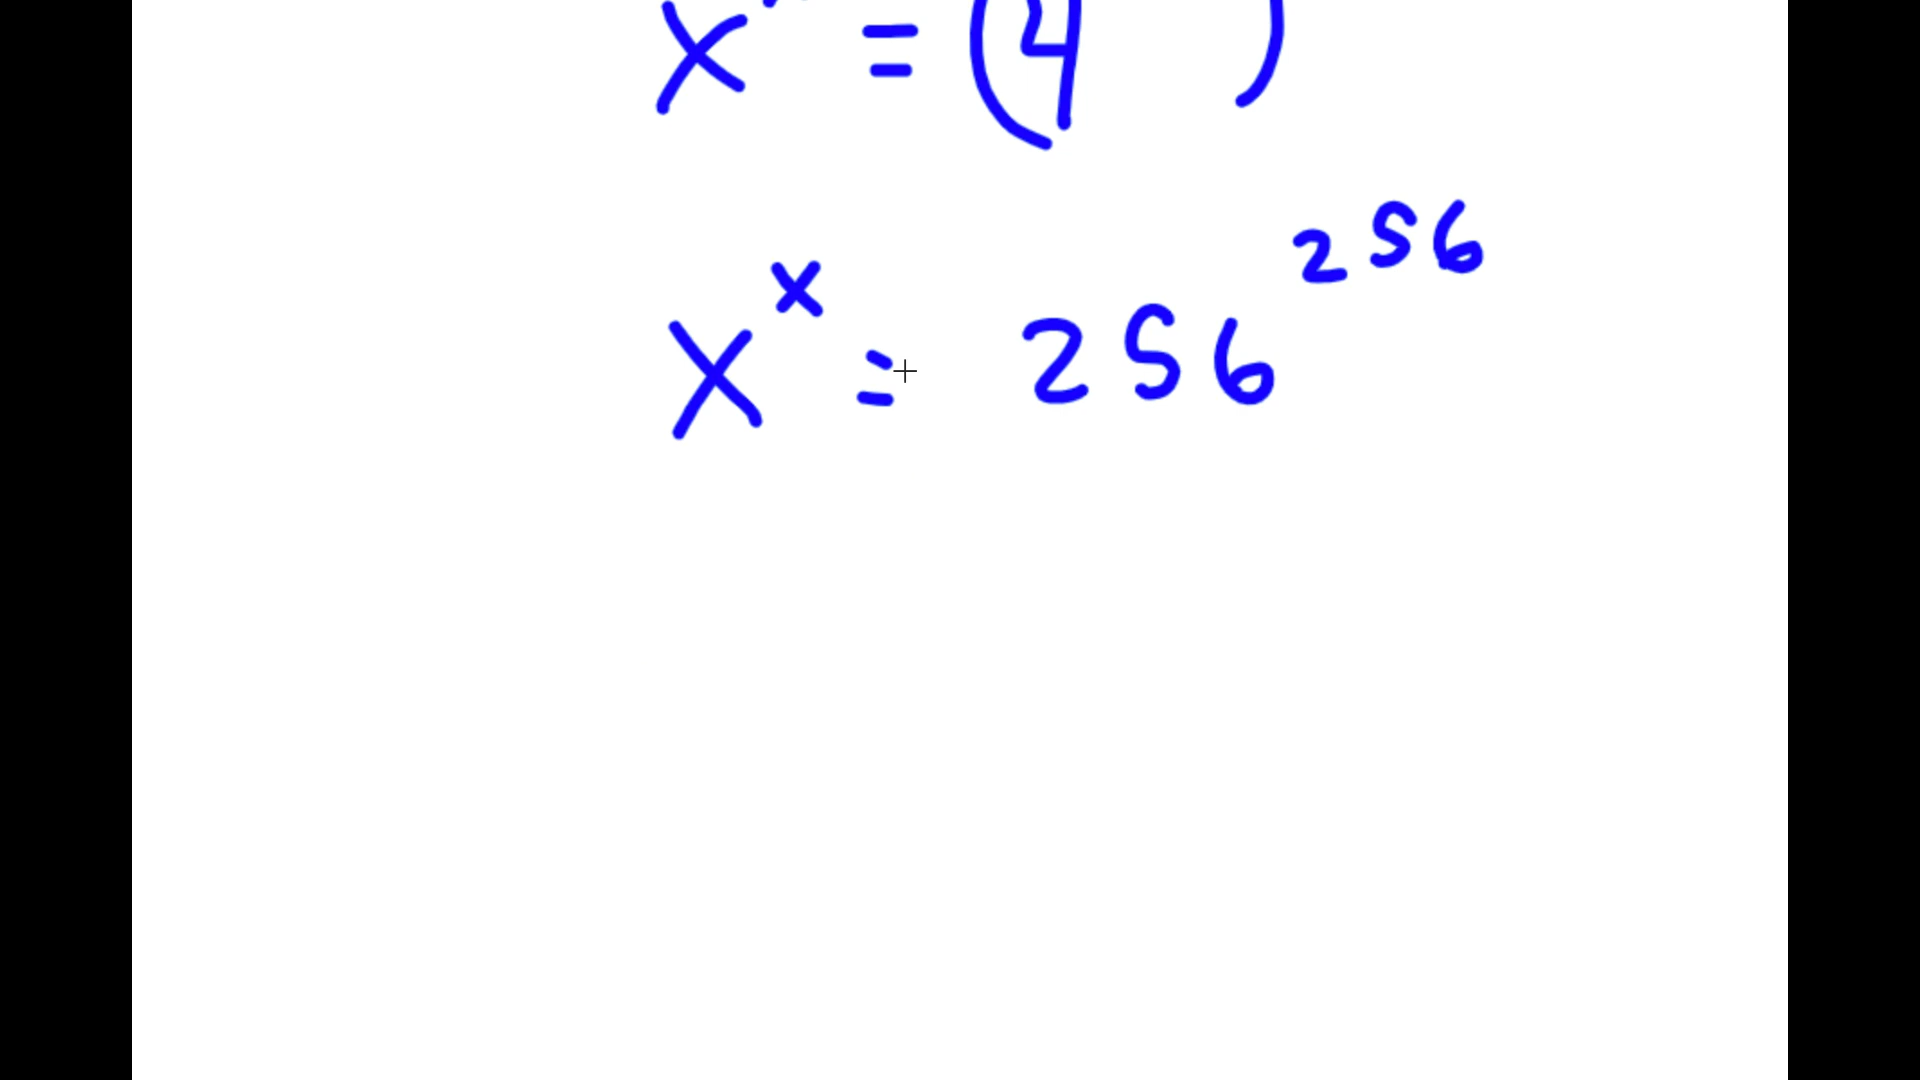 x = (4 )
x^x = 256^256